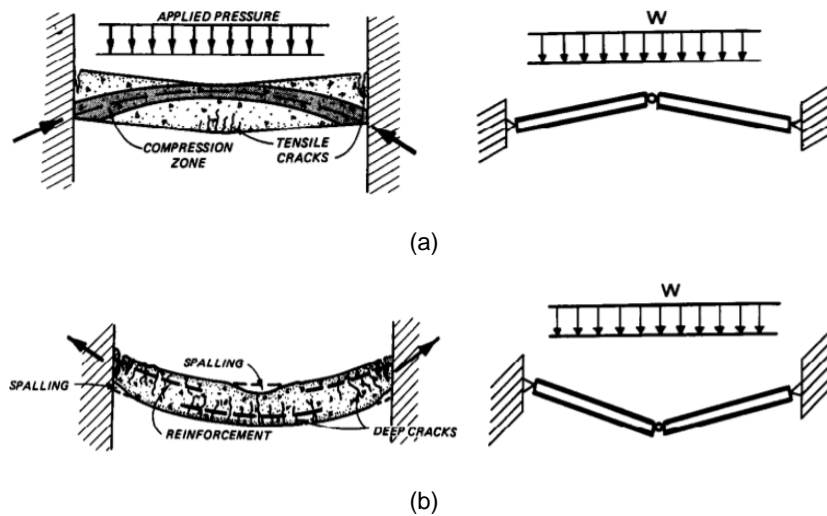 APPLIED PRESSURE
W
COMPRESSION
ZONE
TENSILE
CRACKS
(a)
W
SPALLING
SPALLING
REINFORCEMENT
DEEP CRACKS
(b)